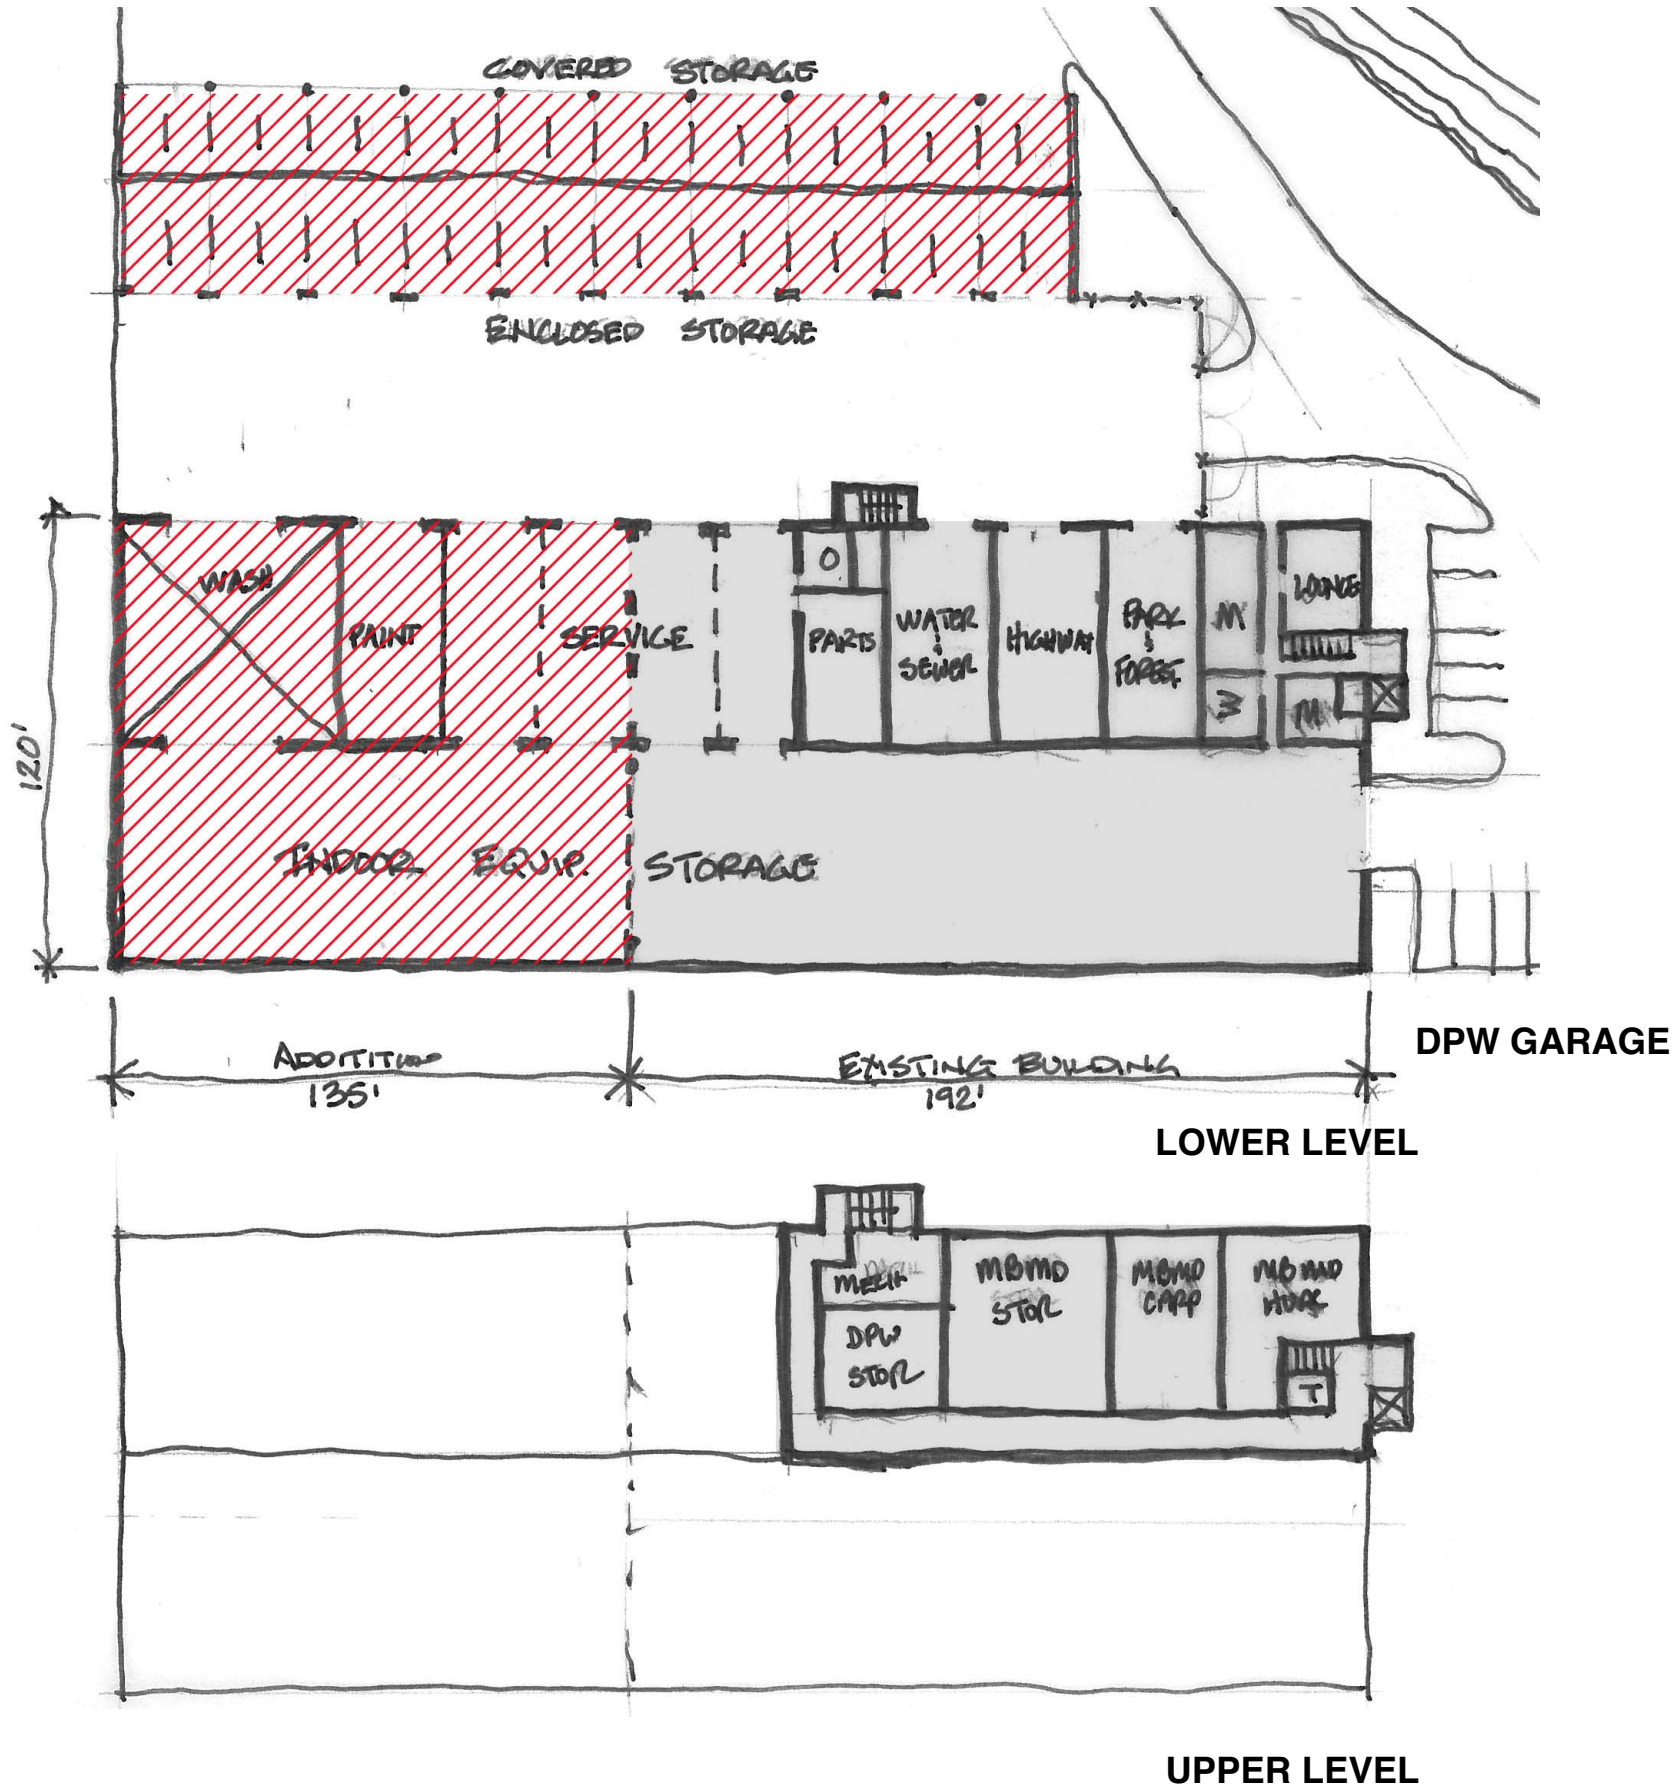 COVERED STORAGE
ENCLOSED STORAGE
WASH
PAINT
SERVICE
O
PARTS
WATER
&
SEWER
HIGHWAY
PARK
&
FOREST
M
W
LOUNGE
M
120'
INDOOR EQUIP. STORAGE
DPW GARAGE
ADDITION
135'
EXISTING BUILDING
192'
LOWER LEVEL
MECH
DPW
STOR
MBMD
STOR
MBMD
CARP
MBMD
HVAC
T
UPPER LEVEL